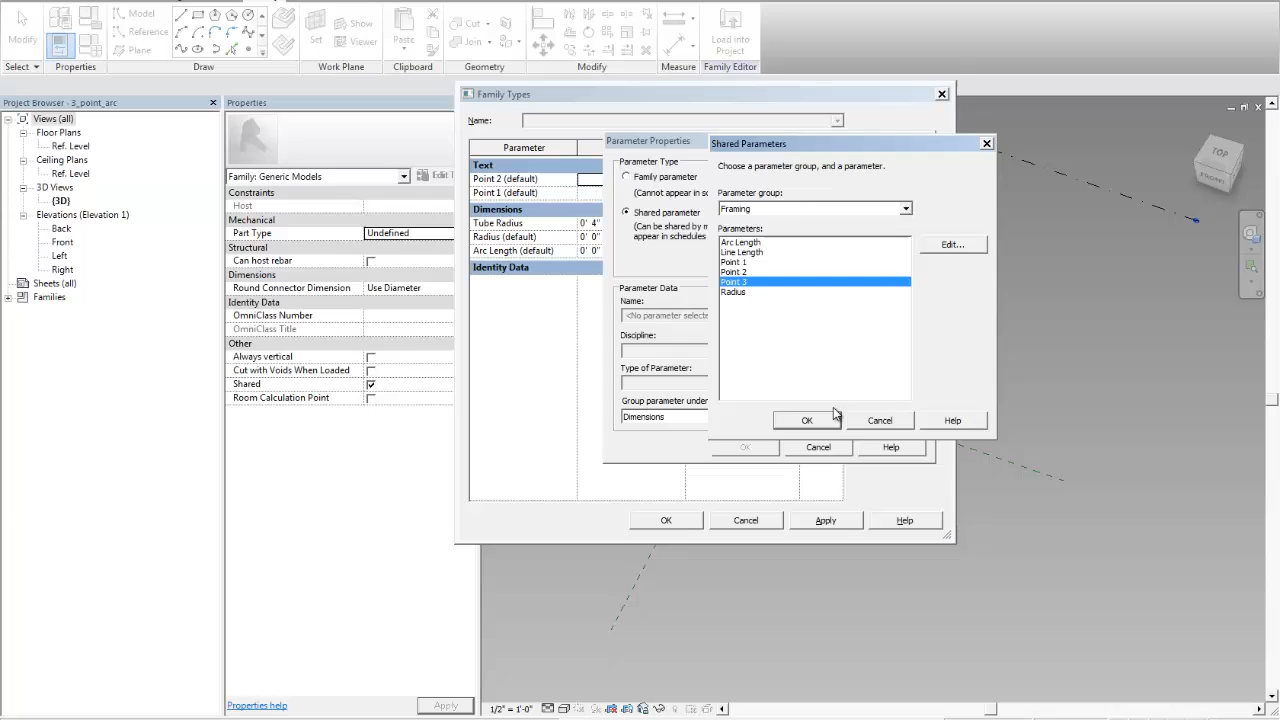 Modify
Model
Reference
Plane
Set
Show
Viewer
Paste
Cut
Join
Load into
Project
Select
Properties
Draw
Work Plane
Clipboard
Geometry
Modify
Measure
Family Editor
Project Browser - 3_point_arc
Views (all)
Floor Plans
Ref. Level
Ceiling Plans
Ref. Level
3D Views
{3D}
Elevations (Elevation 1)
Back
Front
Left
Right
Sheets (all)
Families
Properties
Family: Generic Models
Edit T
Constraints
Host
Mechanical
Part Type Undefined
Structural
Can host rebar
Dimensions
Round Connector Dimension Use Diameter
Identity Data
OmniClass Number
OmniClass Title
Other
Always vertical
Cut with Voids When Loaded
Shared
Room Calculation Point
Properties help
Apply
Family Types
Name:
Parameter
Text
Point 2 (default)
Point 1 (default)
Dimensions
Tube Radius 0' 4"
Radius (default) 0' 0"
Arc Length (default) 0' 0"
Identity Data
OK
Cancel
Apply
Help
Parameter Properties
Parameter Type
Family parameter
(Cannot appear in sc
Shared parameter
(Can be shared by m
appear in schedules
Parameter Data
Name:
<No parameter selecte
Discipline:
Type of Parameter:
Group parameter under
Dimensions
OK
Cancel
Help
Shared Parameters
Choose a parameter group, and a parameter.
Parameter group:
Framing
Parameters:
Arc Length
Line Length
Point 1
Point 2
Point 3
Radius
Edit...
OK
Cancel
Help
TOP
FRONT
1/2" = 1'-0"